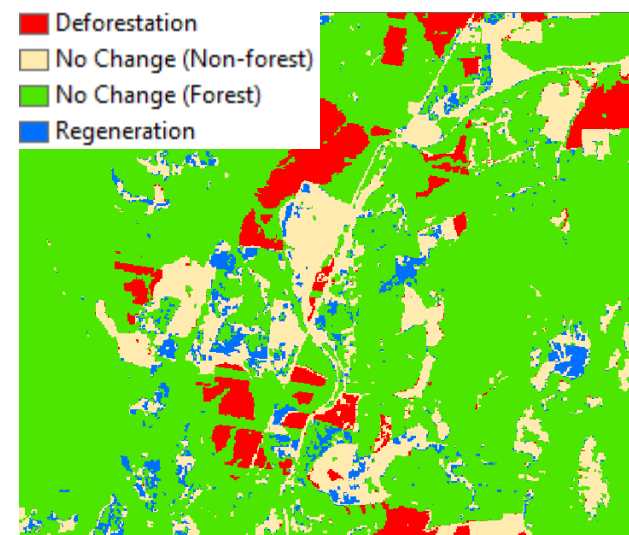 Deforestation
No Change (Non-forest)
No Change (Forest)
Regeneration